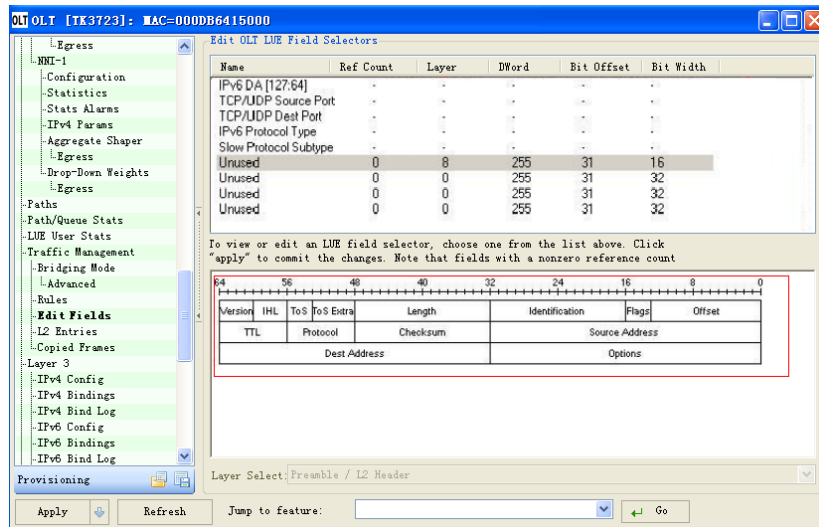 OLT OLT [TK3723]: MAC=000DB6415000
Egress
NNI-1
Configuration
Statistics
Stats Alarms
IPv4 Params
Aggregate Shaper
Egress
Drop-Down Weights
Egress
Paths
Path/Queue Stats
LUE User Stats
Traffic Management
Bridging Mode
Advanced
Rules
Edit Fields
L2 Entries
Copied Frames
Layer 3
IPv4 Config
IPv4 Bindings
IPv4 Bind Log
IPv6 Config
IPv6 Bindings
IPv6 Bind Log
Provisioning
Edit OLT LUE Field Selectors
Name Ref Count Layer DWord Bit Offset Bit Width
IPv6 DA [127:64] - - - - -
TCP/UDP Source Port - - - - -
TCP/UDP Dest Port - - - - -
IPv6 Protocol Type - - - - -
Slow Protocol Subtype - - - - -
Unused 0 8 255 31 16
Unused 0 0 255 31 32
Unused 0 0 255 31 32
Unused 0 0 255 31 32
To view or edit an LUE field selector, choose one from the list above. Click
"apply" to commit the changes. Note that fields with a nonzero reference count
64 56 48 40 32 24 16 8 0
Version IHL ToS ToS Extra Length Identification Flags Offset
TTL Protocol Checksum Source Address
Dest Address Options
Layer Select: Preamble / L2 Header
Apply Refresh Jump to feature: Go